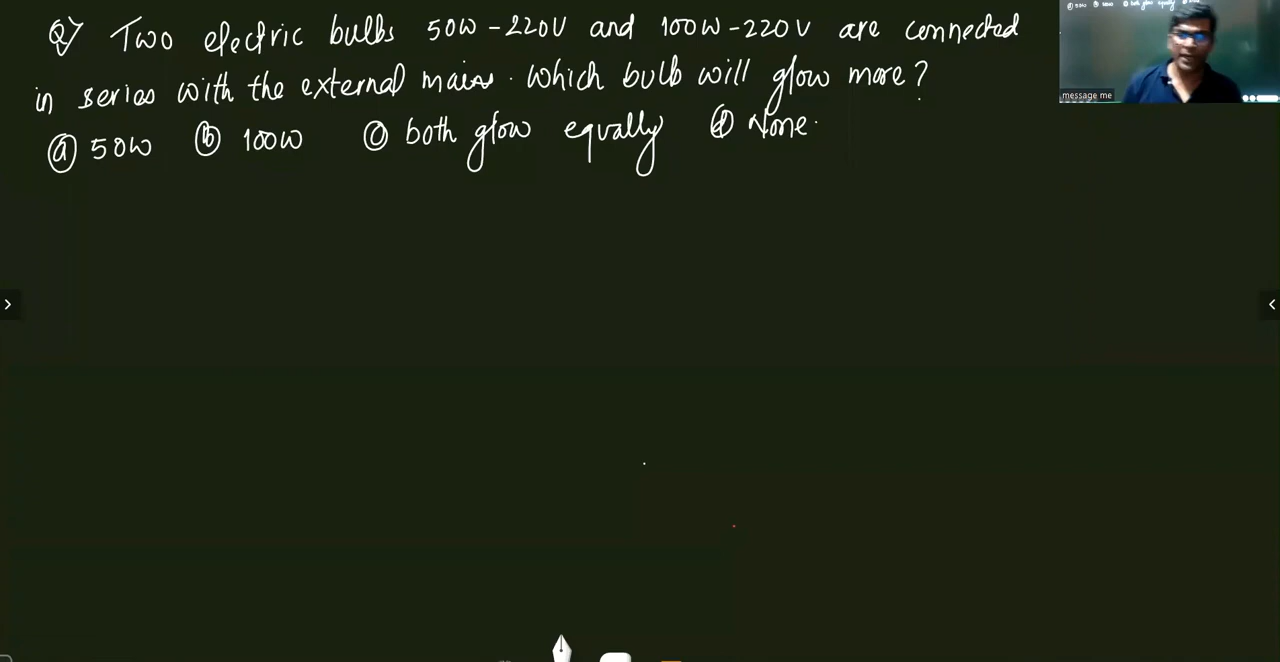 Q) Two electric bulbs 50W-220V and 100W-220V are connected
in series with the external mains. Which bulb will glow more?
(a) 50W (b) 100W (c) both glow equally (d) None.
message me